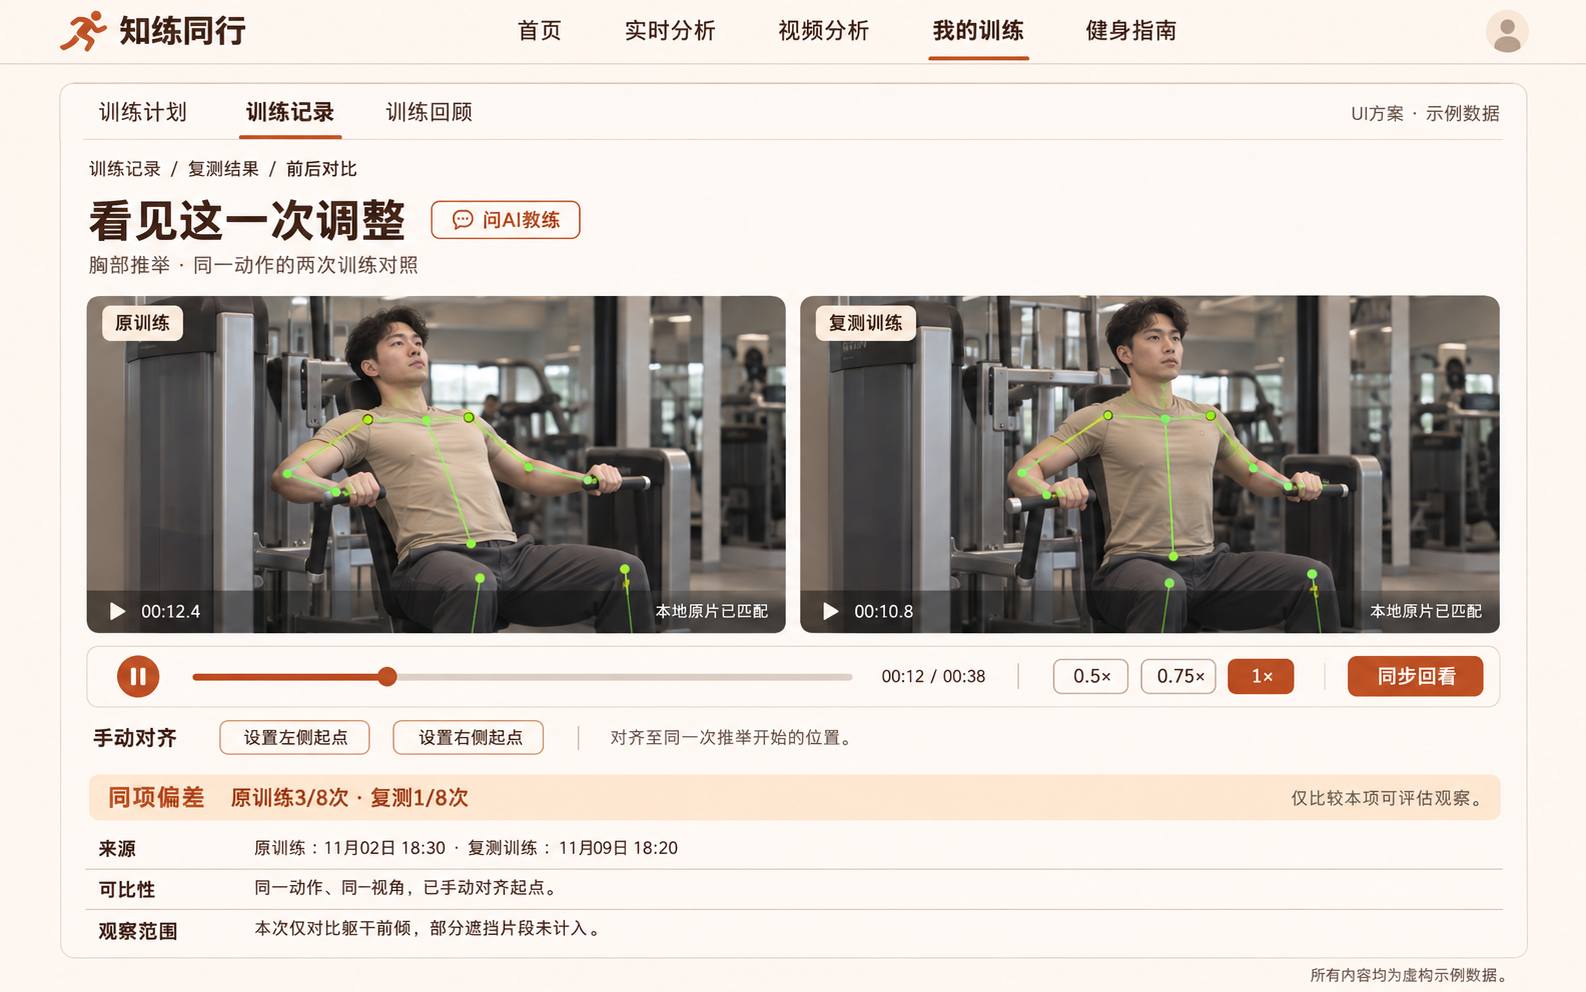 知练同行
首页 实时分析 视频分析 我的训练 健身指南
训练计划 训练记录 训练回顾 UI方案 · 示例数据
训练记录 / 复测结果 / 前后对比
看见这一次调整 问AI教练
胸部推举 · 同一动作的两次训练对照
原训练 复测训练
00:12.4 本地原片已匹配 00:10.8 本地原片已匹配
00:12 / 00:38 0.5× 0.75× 1× 同步回看
手动对齐 设置左侧起点 设置右侧起点 对齐至同一次推举开始的位置。
同项偏差 原训练3/8次 · 复测1/8次 仅比较本项可评估观察。
来源 原训练：11月02日 18:30 · 复测训练：11月09日 18:20
可比性 同一动作、同一视角，已手动对齐起点。
观察范围 本次仅对比躯干前倾，部分遮挡片段未计入。
所有内容均为虚构示例数据。